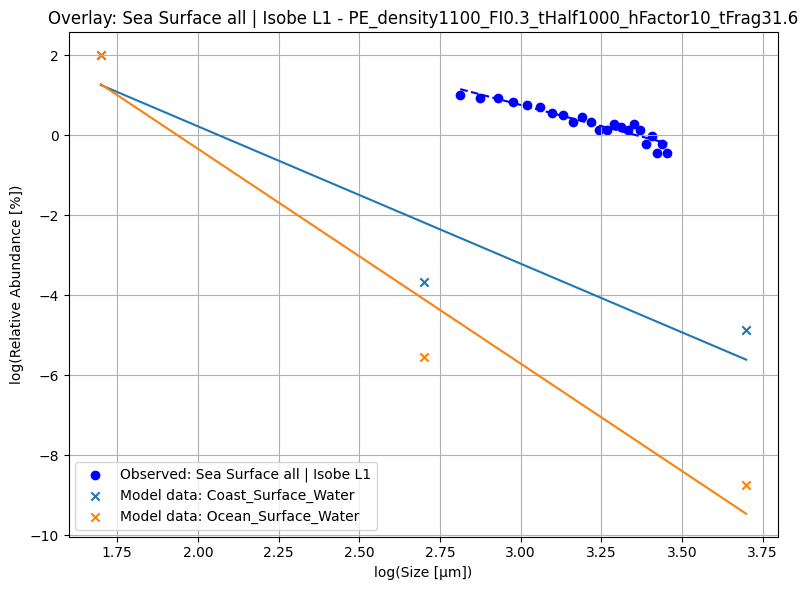 Overlay: Sea Surface all | Isobe L1 - PE_density1100_FI0.3_tHalf1000_hFactor10_tFrag31.6
log(Relative Abundance [%])
2
0
−2
−4
−6
−8
−10
Observed: Sea Surface all | Isobe L1
Model data: Coast_Surface_Water
Model data: Ocean_Surface_Water
1.75
2.00
2.25
2.50
2.75
3.00
3.25
3.50
3.75
log(Size [µm])